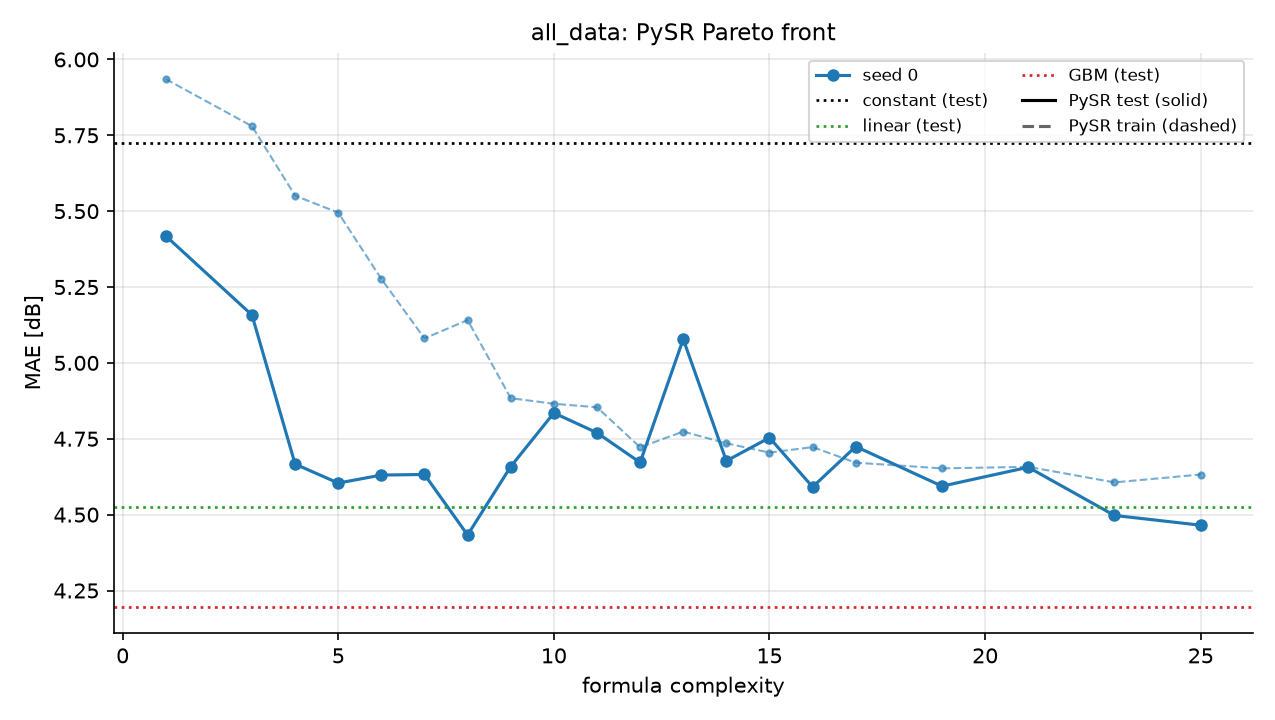 all_data: PySR Pareto front
6.00
5.75
5.50
5.25
5.00
4.75
4.50
4.25
MAE [dB]
seed 0
constant (test)
linear (test)
GBM (test)
PySR test (solid)
PySR train (dashed)
0
5
10
15
20
25
formula complexity